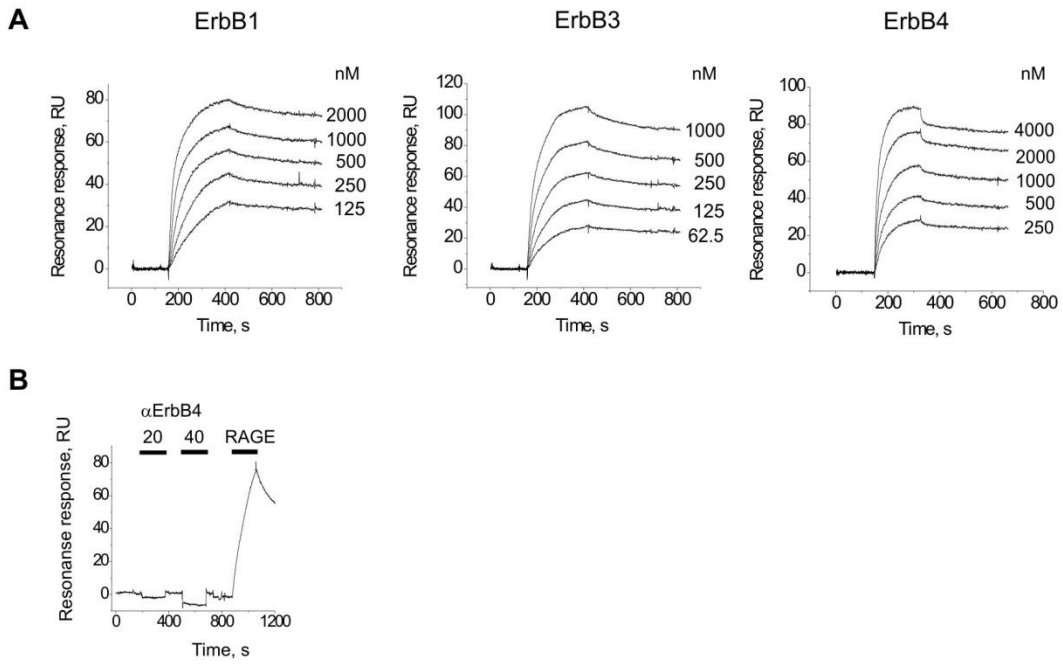 A
ErbB1
ErbB3
ErbB4
Resonance response, RU
80
60
40
20
0
nM
2000
1000
500
250
125
0 200 400 600 800
Time, s
Resonance response, RU
120
100
80
60
40
20
0
nM
1000
500
250
125
62.5
0 200 400 600 800
Time, s
Resonance response, RU
100
80
60
40
20
0
nM
4000
2000
1000
500
250
0 200 400 600 800
Time, s
B
αErbB4
20 40 RAGE
Resonanse response, RU
80
60
40
20
0
0 400 800 1200
Time, s